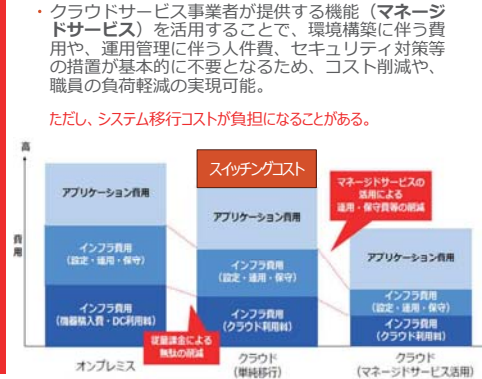 ・クラウドサービス事業者が提供する機能（マネージ
ドサービス）を活用することで、環境構築に伴う費
用や、運用管理に伴う人件費、セキュリティ対策等
の措置が基本的に不要となるため、コスト削減や、
職員の負荷軽減の実現可能。
ただし、システム移行コストが負担になることがある。
高
費用
スイッチングコスト
マネージドサービスの
活用による
運用・保守費等の削減
アプリケーション費用
インフラ費用
（設定・運用・保守）
インフラ費用
（機器購入費・DC利用料）
オンプレミス
従量課金による
無駄の削減
アプリケーション費用
インフラ費用
（設定・運用・保守）
インフラ費用
（クラウド利用料）
クラウド
（単純移行）
アプリケーション費用
インフラ費用
（設定・運用・保守）
インフラ費用
（クラウド利用料）
クラウド
（マネージドサービス活用）